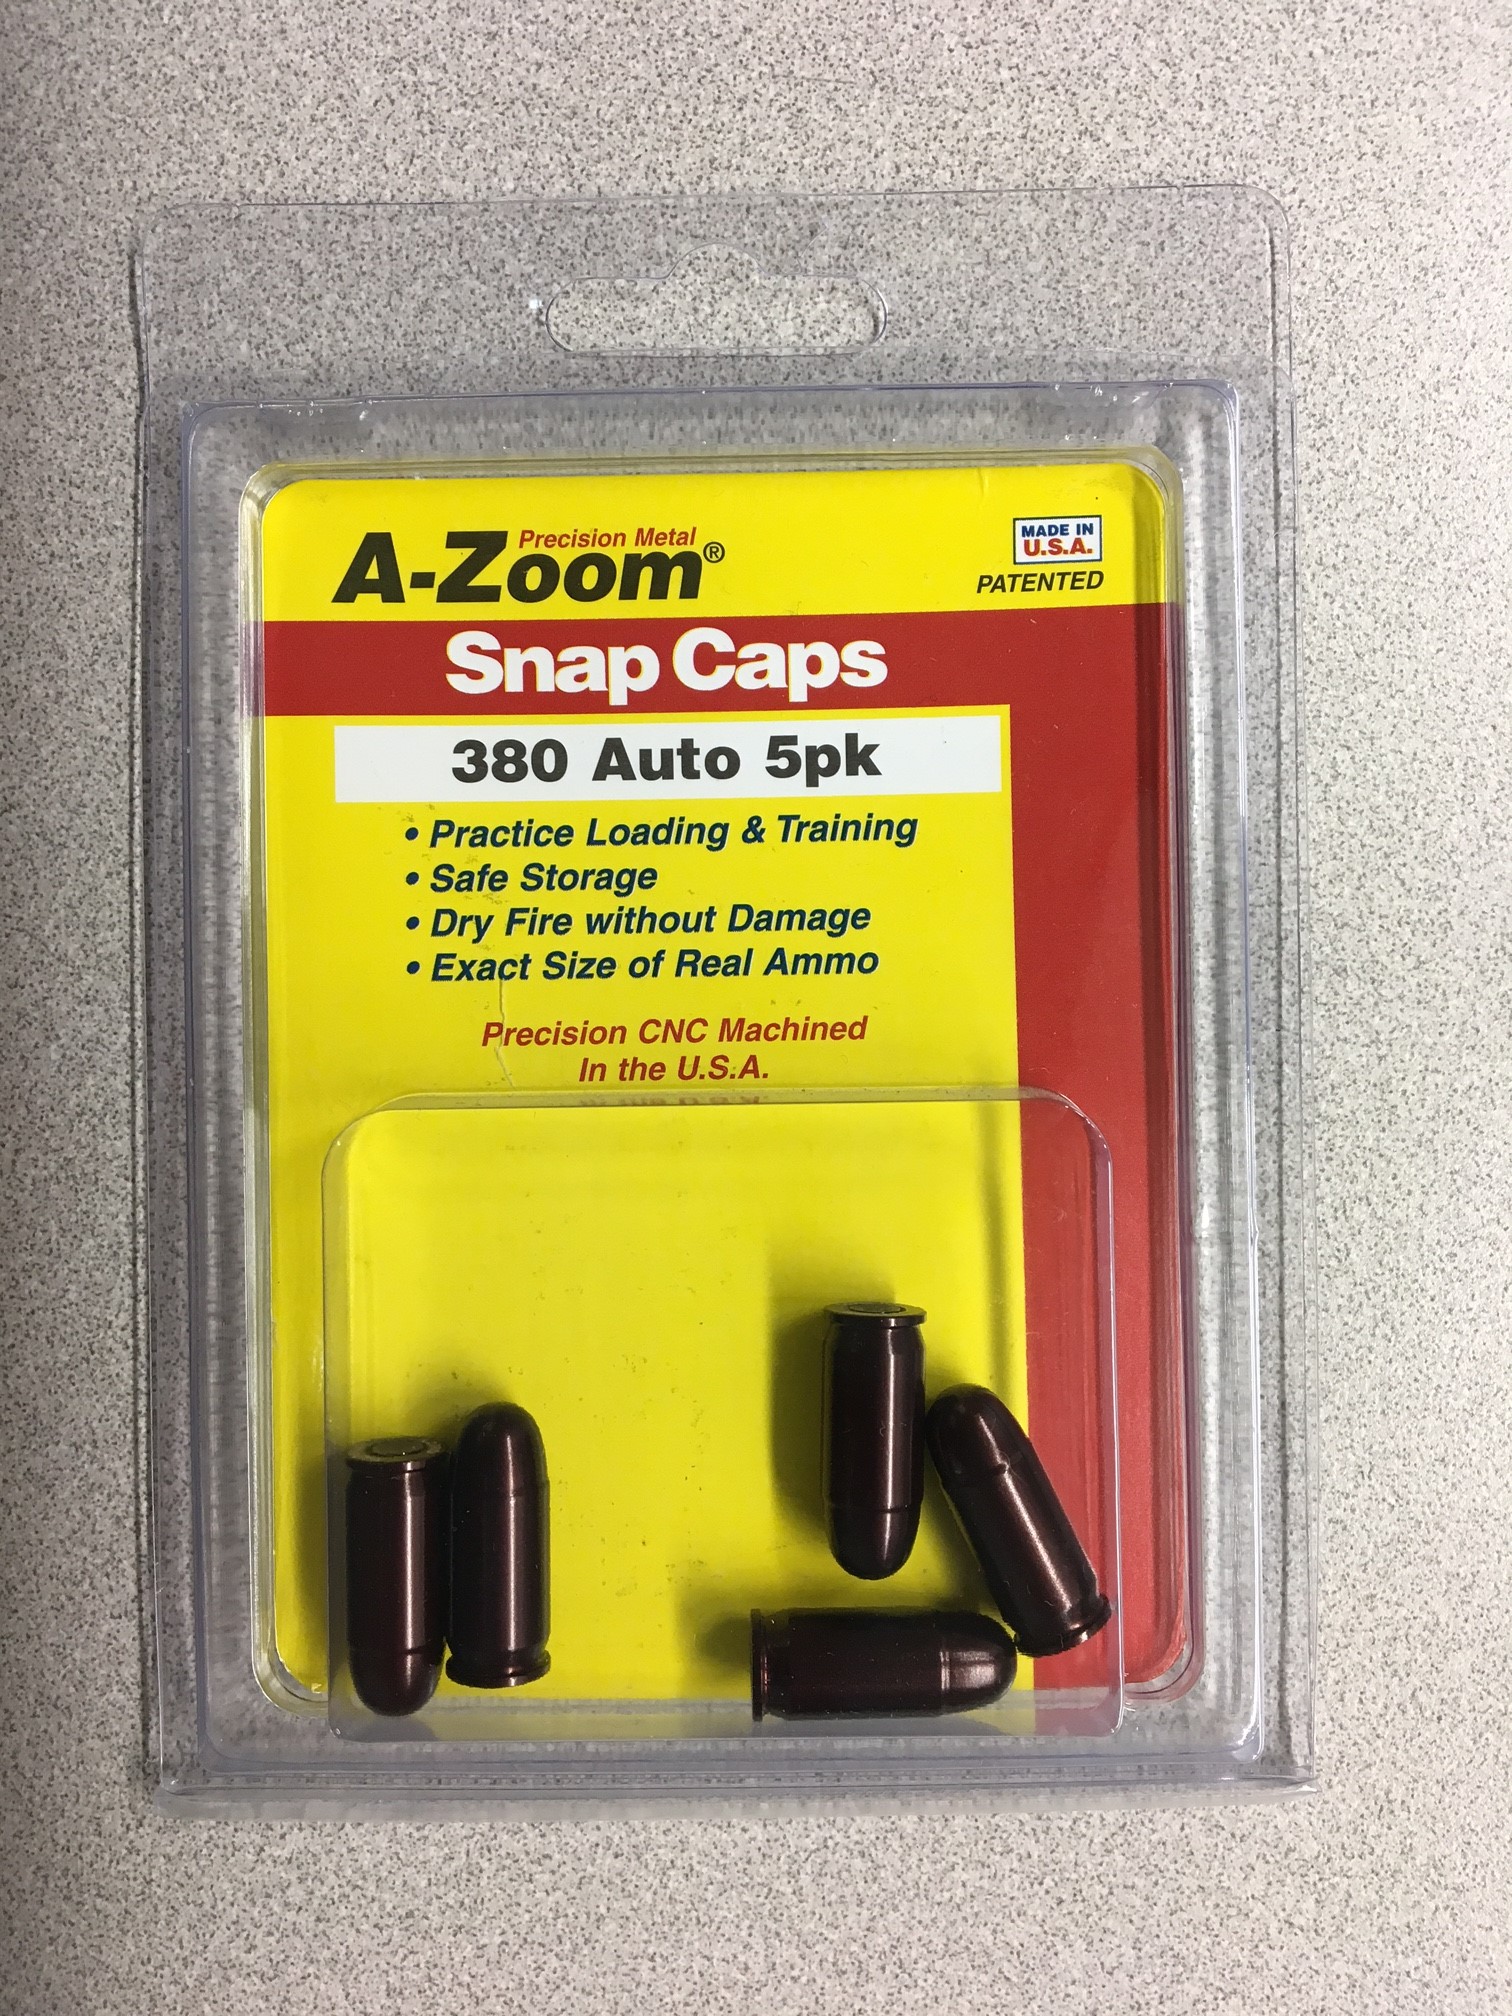 Precision Metal
A-Zoom®
MADE IN
U.S.A.
PATENTED
Snap Caps
380 Auto 5pk
• Practice Loading & Training
• Safe Storage
• Dry Fire without Damage
• Exact Size of Real Ammo
Precision CNC Machined
In the U.S.A.